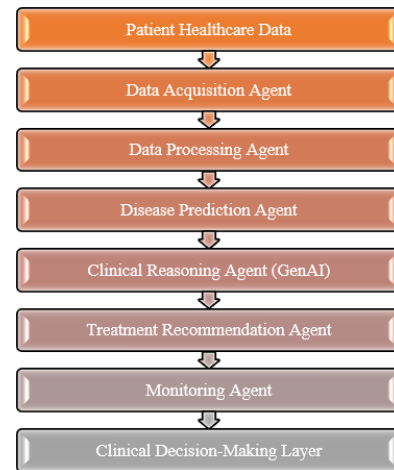 Patient Healthcare Data
Data Acquisition Agent
Data Processing Agent
Disease Prediction Agent
Clinical Reasoning Agent (GenAI)
Treatment Recommendation Agent
Monitoring Agent
Clinical Decision-Making Layer